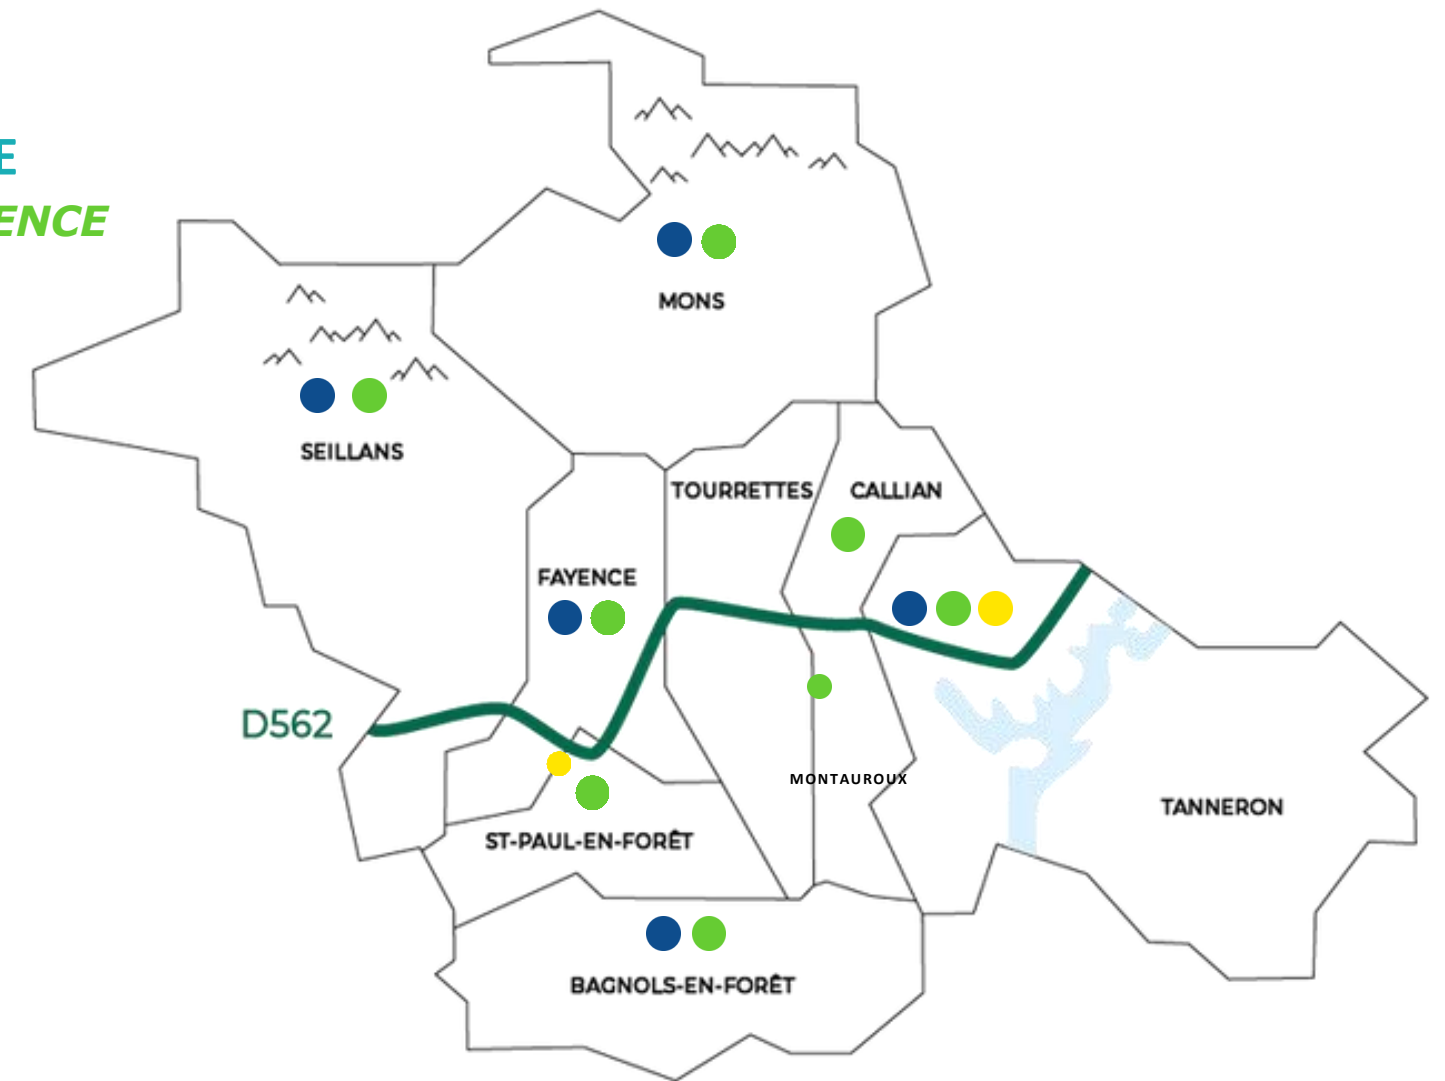 E
ENCE
MONS
SEILLANS
TOURRETTES
CALLIAN
FAYENCE
D562
MONTAUROUX
TANNERON
ST-PAUL-EN-FORÊT
BAGNOLS-EN-FORÊT